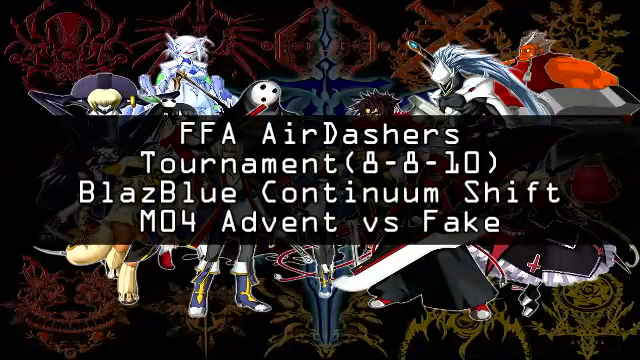 FFA AirDashers
Tournament(8-8-10)
BlazBlue Continuum Shift
M04 Advent vs Fake